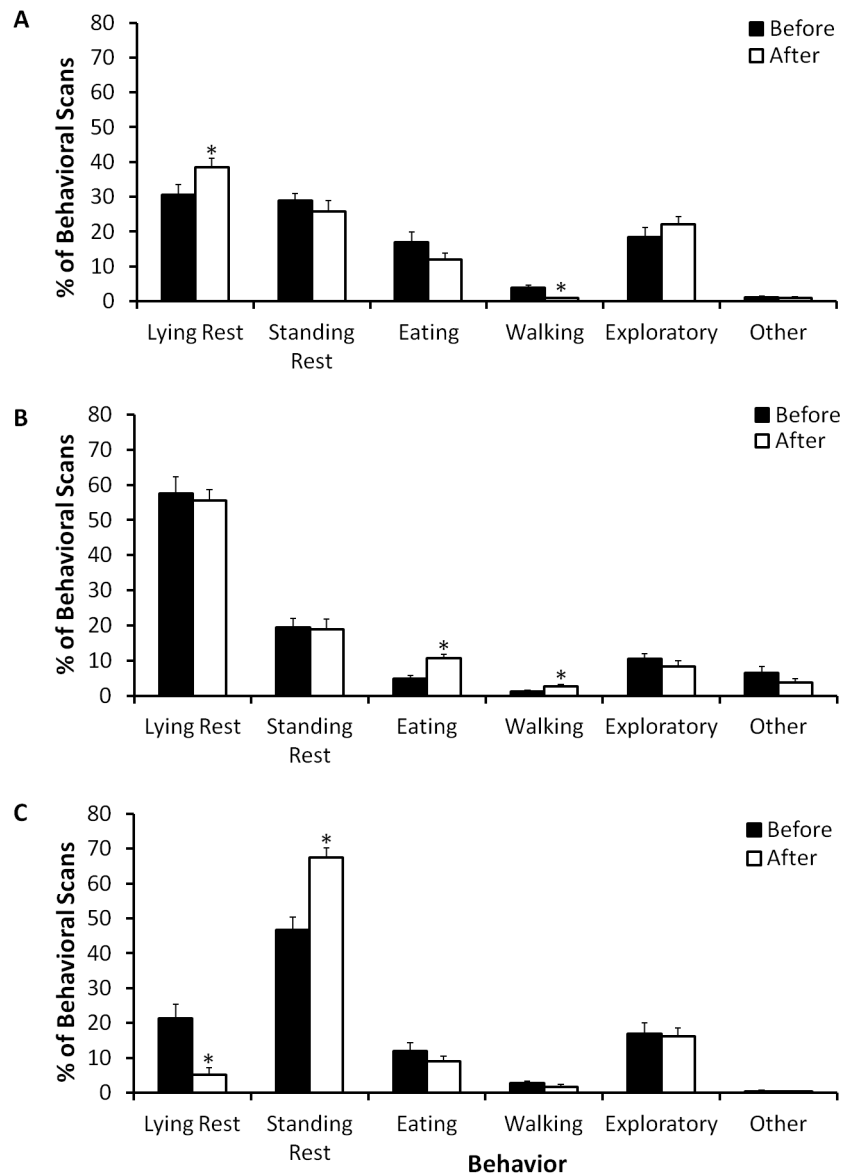 A
% of Behavioral Scans
80
70
60
50
40
30
20
10
0
Before
After
*
*
Lying Rest
Standing
Rest
Eating
Walking
Exploratory
Other
B
% of Behavioral Scans
80
70
60
50
40
30
20
10
0
Before
After
*
*
Lying Rest
Standing
Rest
Eating
Walking
Exploratory
Other
C
% of Behavioral Scans
80
70
60
50
40
30
20
10
0
Before
After
*
*
Lying Rest
Standing
Rest
Eating
Walking
Exploratory
Other
Behavior